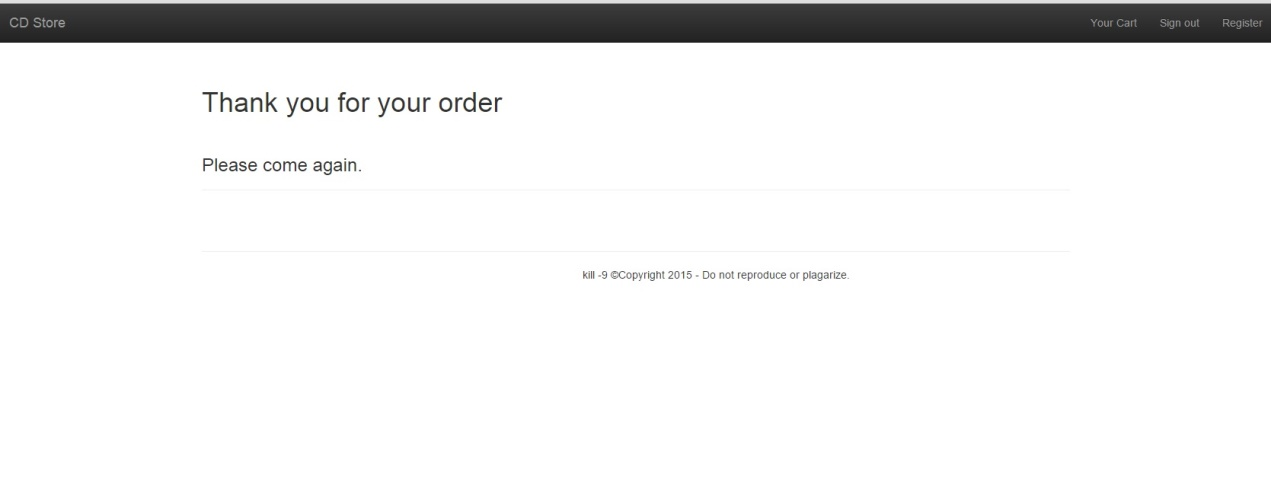 CD Store Your Cart Sign out Register
Thank you for your order
Please come again.
kill -9 ©Copyright 2015 - Do not reproduce or plagarize.